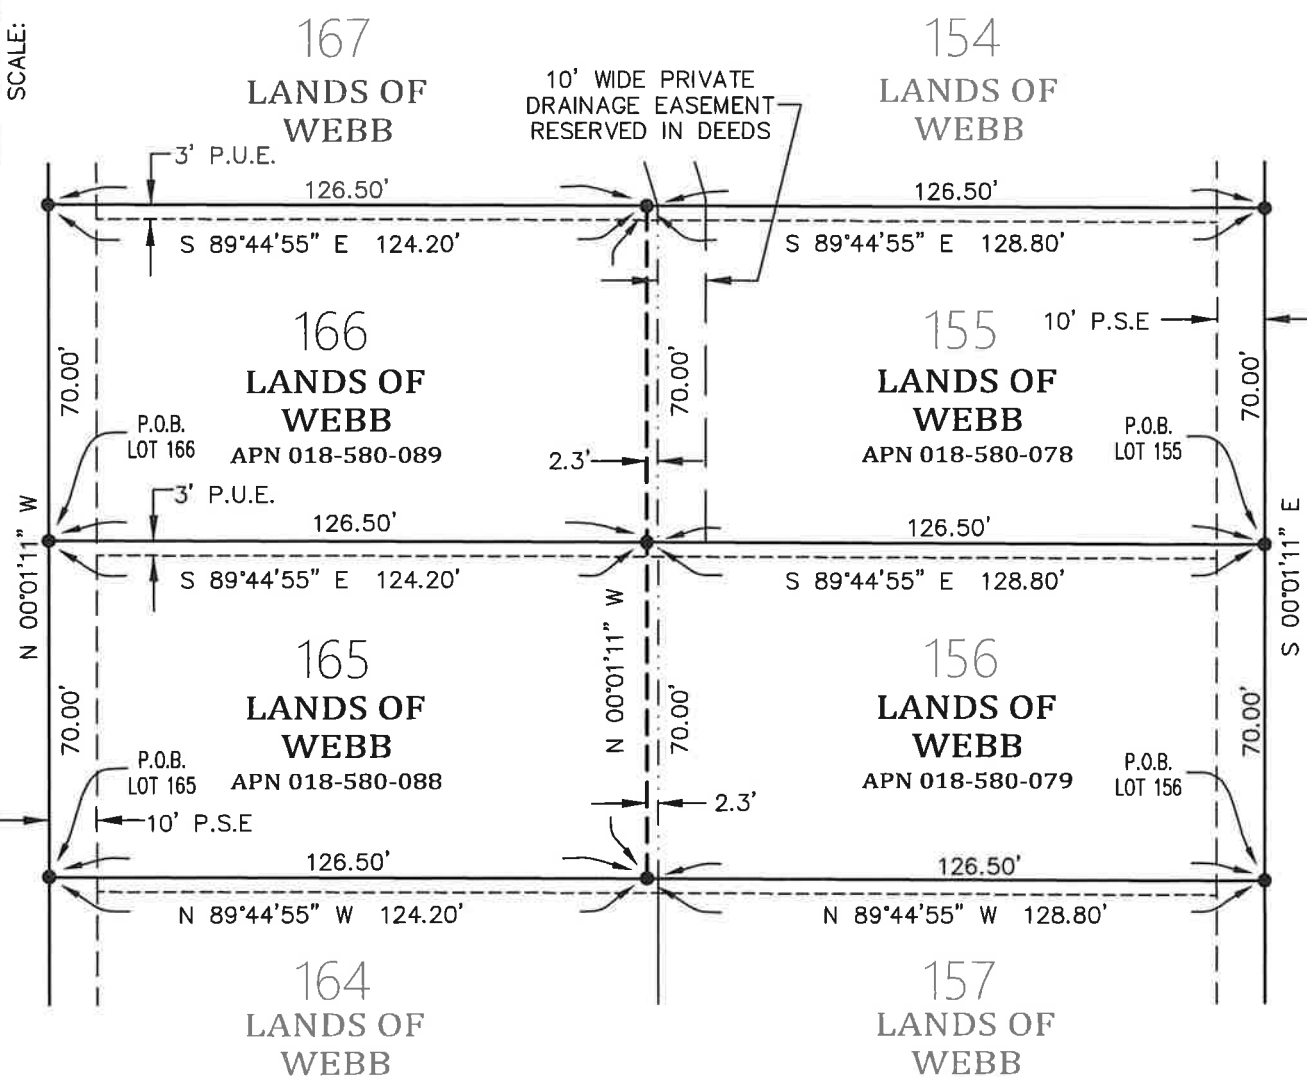 SCALE:
167
LANDS OF
WEBB
10' WIDE PRIVATE
DRAINAGE EASEMENT
RESERVED IN DEEDS
154
LANDS OF
WEBB
3' P.U.E.
126.50'
126.50'
S 89°44'55" E 124.20'
S 89°44'55" E 128.80'
166
LANDS OF
WEBB
APN 018-580-089
155
LANDS OF
WEBB
APN 018-580-078
10' P.S.E
70.00'
70.00'
70.00'
P.O.B.
LOT 166
P.O.B.
LOT 155
2.3'
3' P.U.E.
126.50'
126.50'
S 89°44'55" E 124.20'
S 89°44'55" E 128.80'
N 00°01'11" W
N 00°01'11" W
S 00°01'11" E
165
LANDS OF
WEBB
APN 018-580-088
156
LANDS OF
WEBB
APN 018-580-079
70.00'
70.00'
70.00'
P.O.B.
LOT 165
P.O.B.
LOT 156
10' P.S.E
2.3'
126.50'
126.50'
N 89°44'55" W 124.20'
N 89°44'55" W 128.80'
164
LANDS OF
WEBB
157
LANDS OF
WEBB